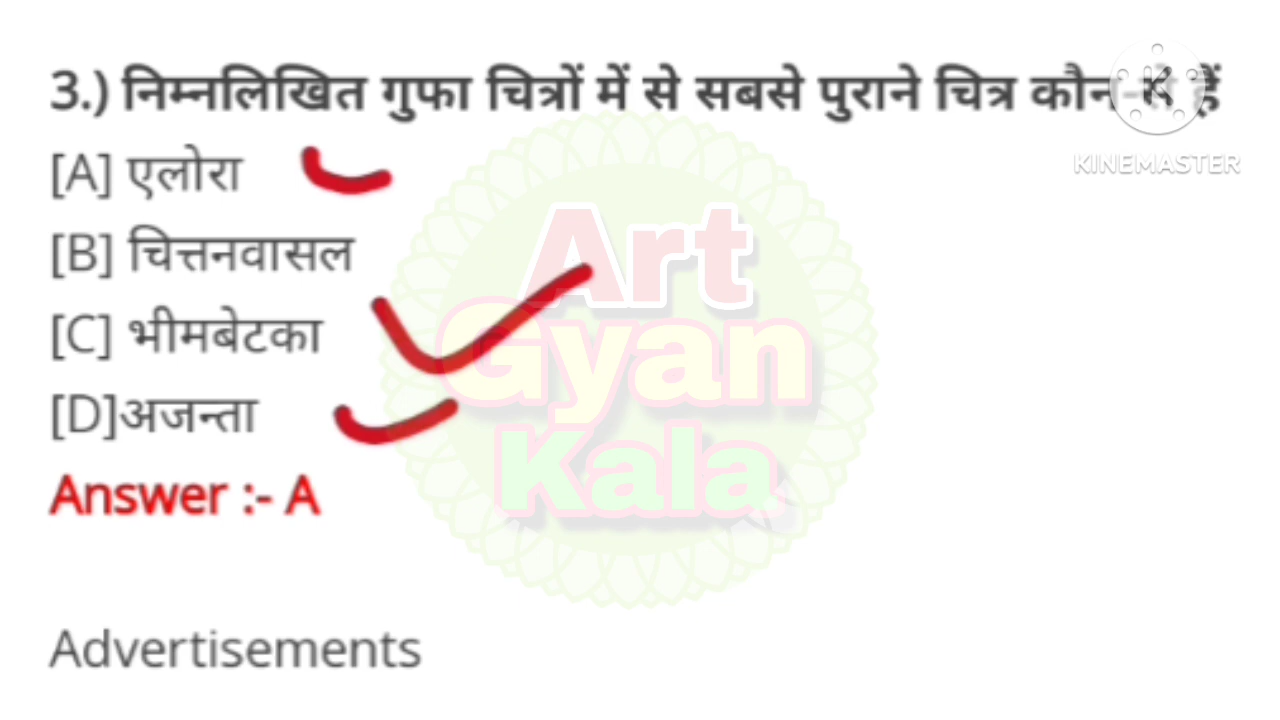 3.) निम्नलिखित गुफा चित्रों में से सबसे पुराने चित्र कौन-से हैं
KINEMASTER
[A] एलोरा
[B] चित्तनवासल
[C] भीमबेटका
[D]अजन्ता
Art
Gyan
Kala
Answer :- A
Advertisements